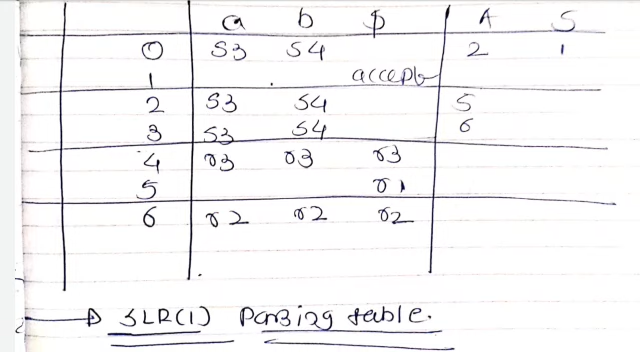 a b $ A S
0 S3 S4 2 1
1 accept
2 S3 S4 5
3 S3 S4 6
4 r3 r3 r3
5 r1
6 r2 r2 r2
SLR(1) Parsing table.